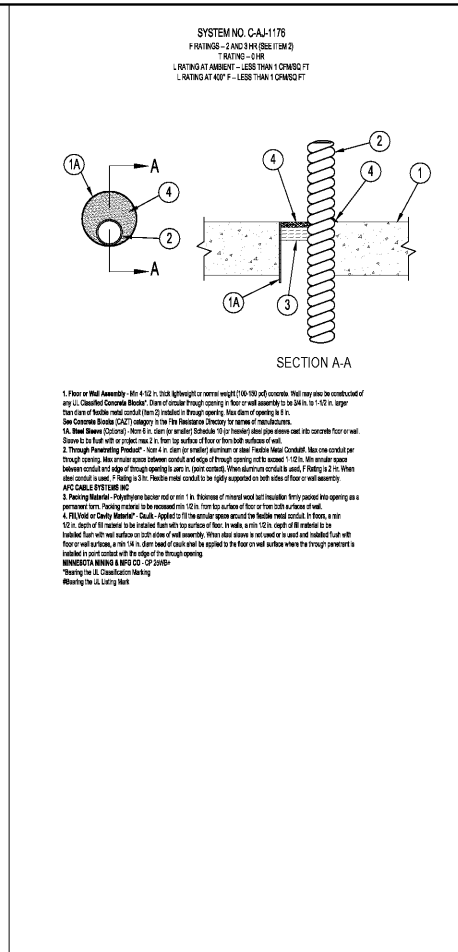 SYSTEM NO. C-AJ-1176
F RATINGS – 2 AND 3 HR (SEE ITEM 2)
T RATING – 0 HR
L RATING AT AMBIENT – LESS THAN 1 CFM/SQ FT
L RATING AT 400° F – LESS THAN 1 CFM/SQ FT
1A
A
4
2
A
4
2
4
1
1A
3
SECTION A-A
1. Floor or Wall Assembly - Min 4-1/2 in. thick lightweight or normal weight (100-150 pcf) concrete. Wall may also be constructed of
any UL Classified Concrete Blocks*. Diam of circular through opening in floor or wall assembly to be 3/4 in. to 1-1/2 in. larger
than diam of flexible metal conduit (Item 2) installed in through opening. Max diam of opening is 6 in.
See Concrete Blocks (CAZT) category in the Fire Resistance Directory for names of manufacturers.
1A. Steel Sleeve (Optional) - Nom 6 in. diam (or smaller) Schedule 10 (or heavier) steel pipe sleeve cast into concrete floor or wall.
Sleeve to be flush with or project max 2 in. from top surface of floor or from both surfaces of wall.
2. Through Penetrating Product* - Nom 4 in. diam (or smaller) aluminum or steel Flexible Metal Conduit#. Max one conduit per
through opening. Max annular space between conduit and edge of through opening not to exceed 1-1/2 in. Min annular space
between conduit and edge of opening is zero in. (point contact). When aluminum conduit is used, F Rating is 2 Hr. When
steel conduit is used, F Rating is 3 hr. Flexible metal conduit to be rigidly supported on both sides of floor or wall assembly.
AFC CABLE SYSTEMS INC
3. Packing Material - Polyethylene backer rod or min 1 in. thickness of mineral wool batt insulation firmly packed into opening as a
permanent form. Packing material to be recessed min 1/2 in. from top surface of floor or from both surfaces of wall.
4. Fill,Void or Cavity Material* - Caulk - Applied to fill the annular space around the flexible metal conduit. In floors, a min
1/2 in. depth of fill material to be installed flush with top surface of floor. In walls, a min 1/2 in. depth of fill material to be
installed flush with wall surface on both sides of wall assembly. When steel sleeve is not used or is used and installed flush with
floor or wall surfaces, a min 1/4 in. diam bead of caulk shall be applied to the floor on wall surface where the through penetrant is
installed in point contact with the edge of the through opening.
MINNESOTA MINING & MFG CO - CP 25WB+
*Bearing the UL Classification Marking
#Bearing the UL Listing Mark